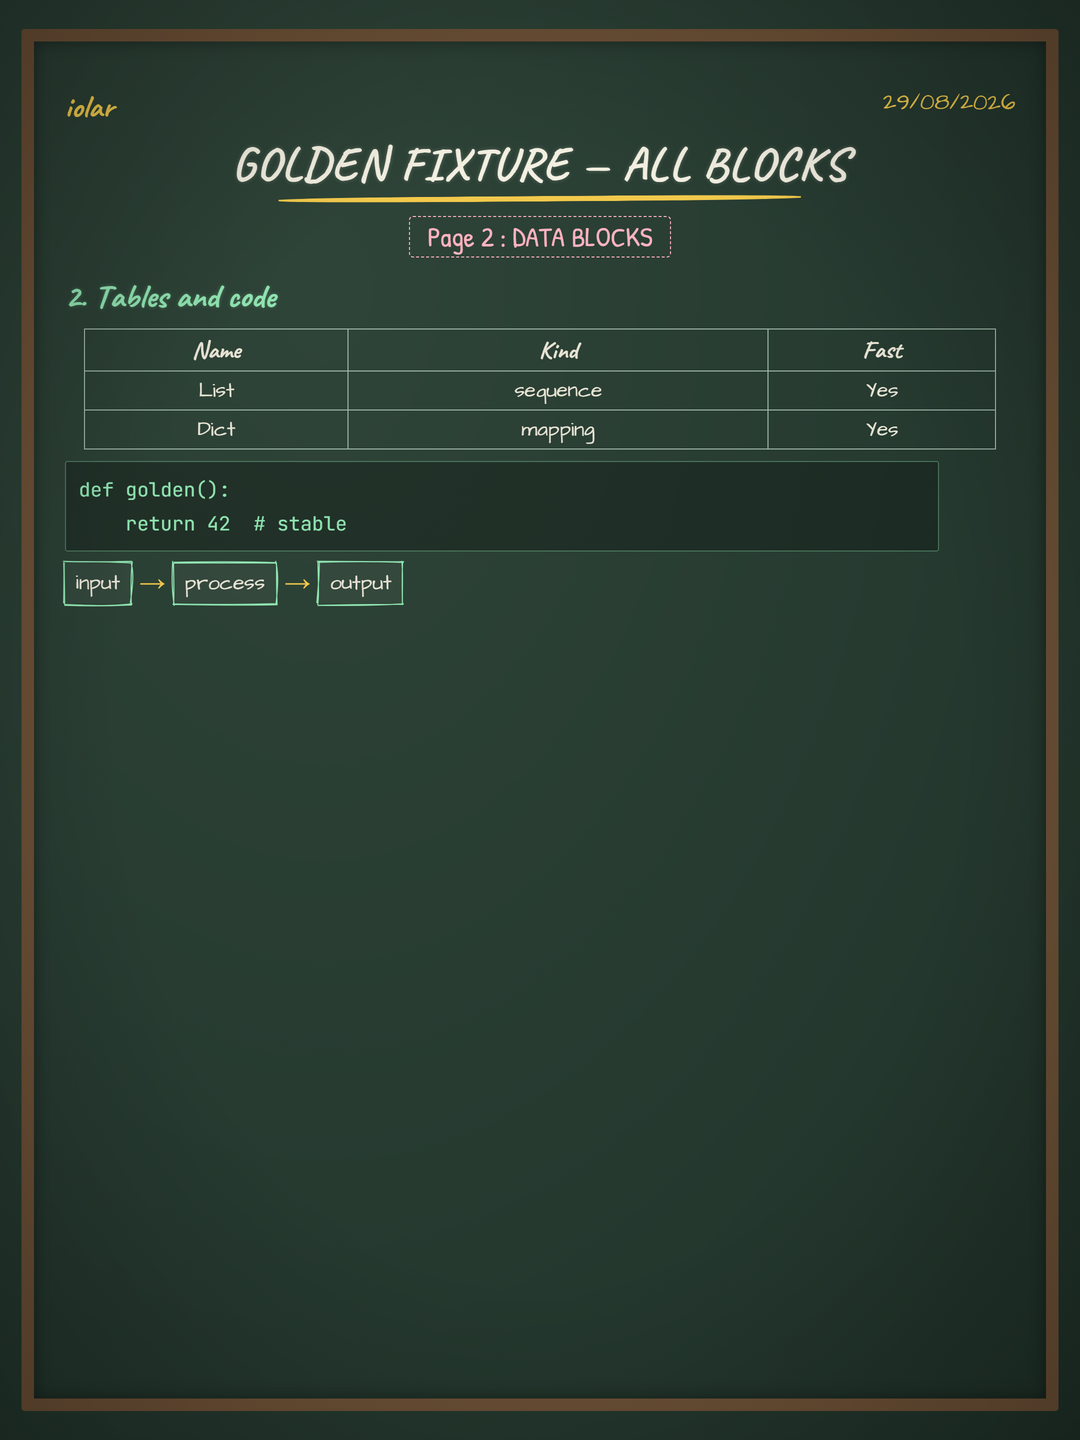 iolar
29/08/2026
GOLDEN FIXTURE – ALL BLOCKS
Page 2 : DATA BLOCKS
2. Tables and code
Name Kind Fast
List sequence Yes
Dict mapping Yes
def golden():
    return 42  # stable
input → process → output